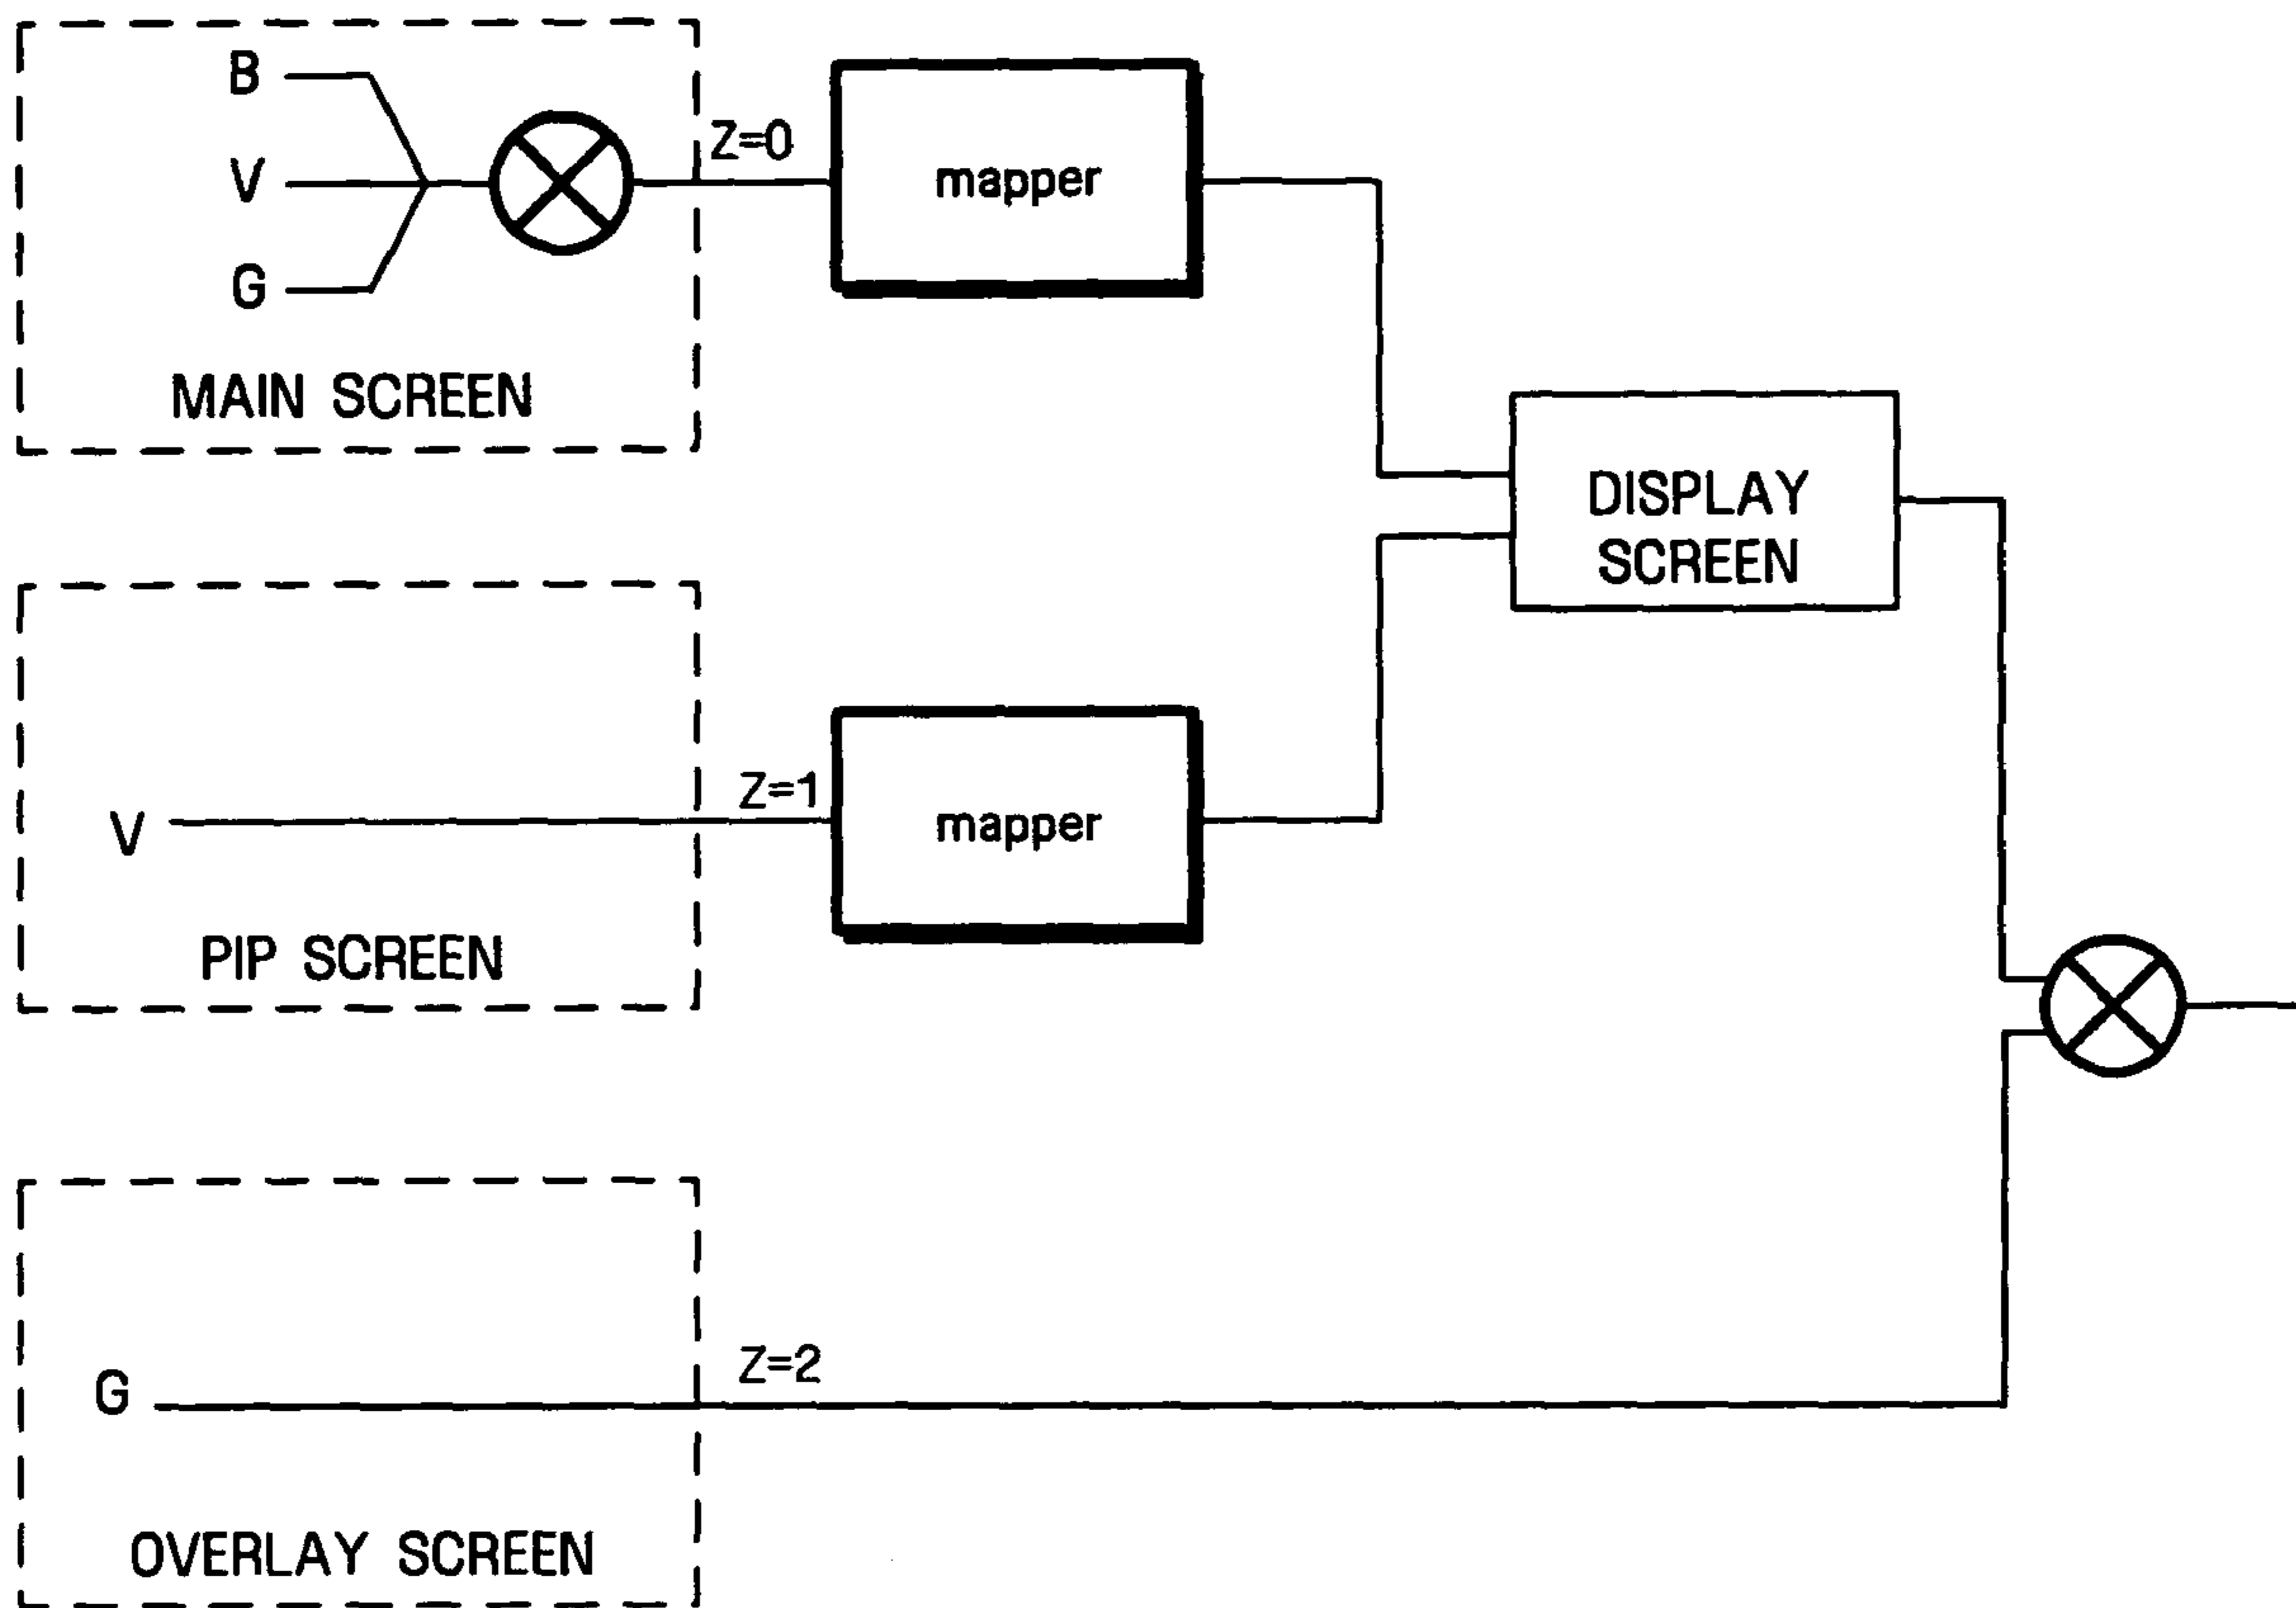 B
V
Z=0
mapper
G
MAIN SCREEN
DISPLAY
SCREEN
Z=1
V
mapper
PIP SCREEN
Z=2
G
OVERLAY SCREEN